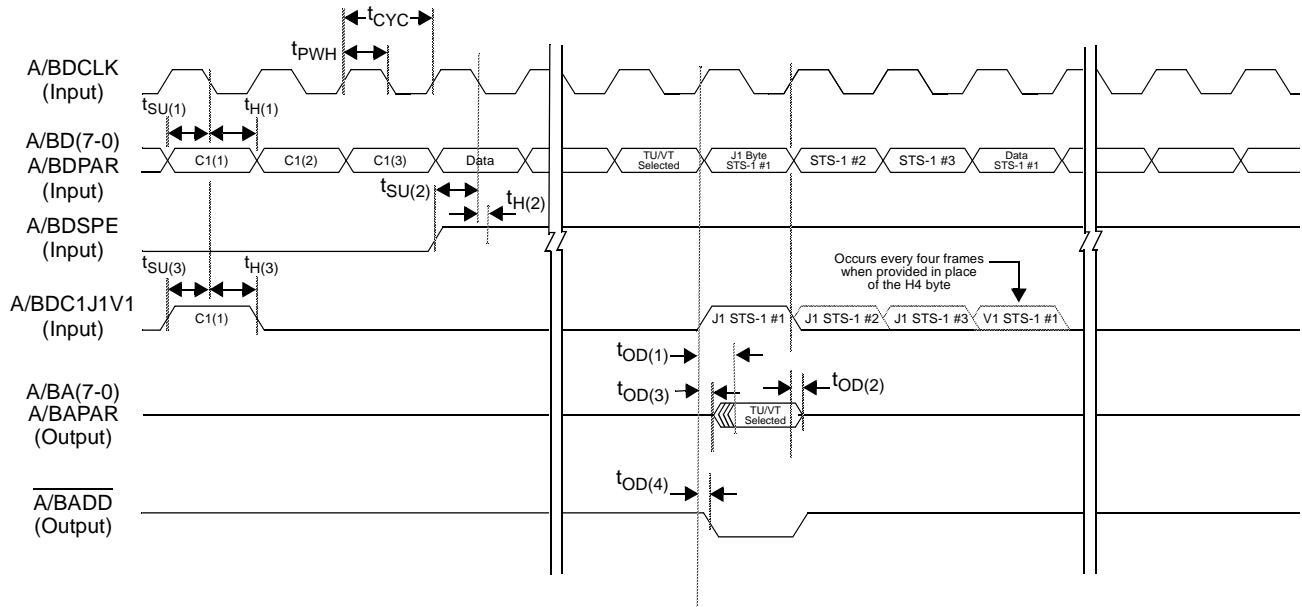 tCYC
tPWH
A/BDCLK
(Input)
tSU(1)
tH(1)
A/BD(7-0)
A/BDPAR
(Input)
C1(1)
C1(2)
C1(3)
Data
TU/VT
Selected
J1 Byte
STS-1 #1
STS-1 #2
STS-1 #3
Data
STS-1 #1
tSU(2)
tH(2)
A/BDSPE
(Input)
tSU(3)
tH(3)
Occurs every four frames
when provided in place
of the H4 byte
A/BDC1J1V1
(Input)
C1(1)
J1 STS-1 #1
J1 STS-1 #2
J1 STS-1 #3
V1 STS-1 #1
tOD(1)
tOD(3)
tOD(2)
A/BA(7-0)
A/BAPAR
(Output)
TU/VT
Selected
tOD(4)
A/BADD
(Output)